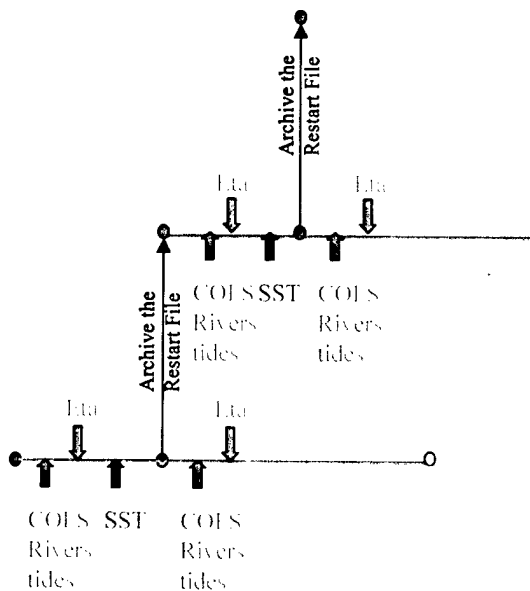 Archive the
Restart File
Eta
Eta
COFS SST COFS
Rivers Rivers
tides tides
Archive the
Restart File
Eta
Eta
COFS SST COFS
Rivers Rivers
tides tides